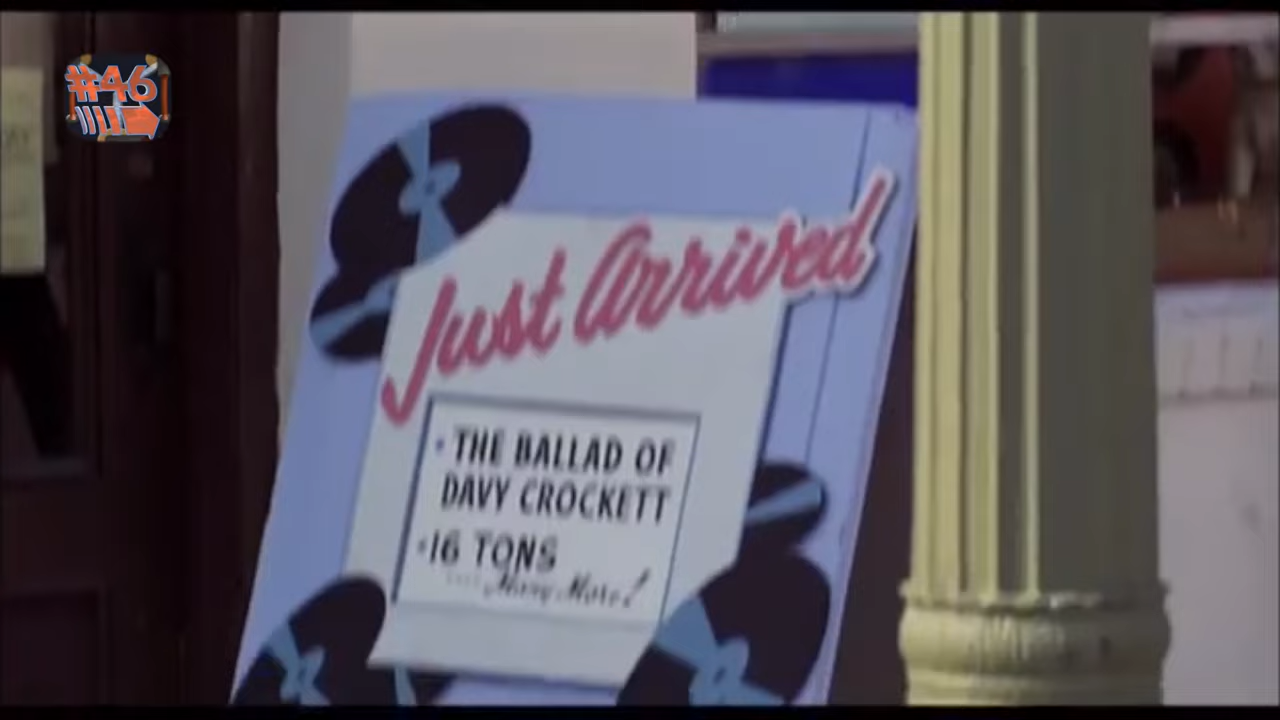 #46
Just Arrived
• THE BALLAD OF
DAVY CROCKETT
• 16 TONS
.... Many More!